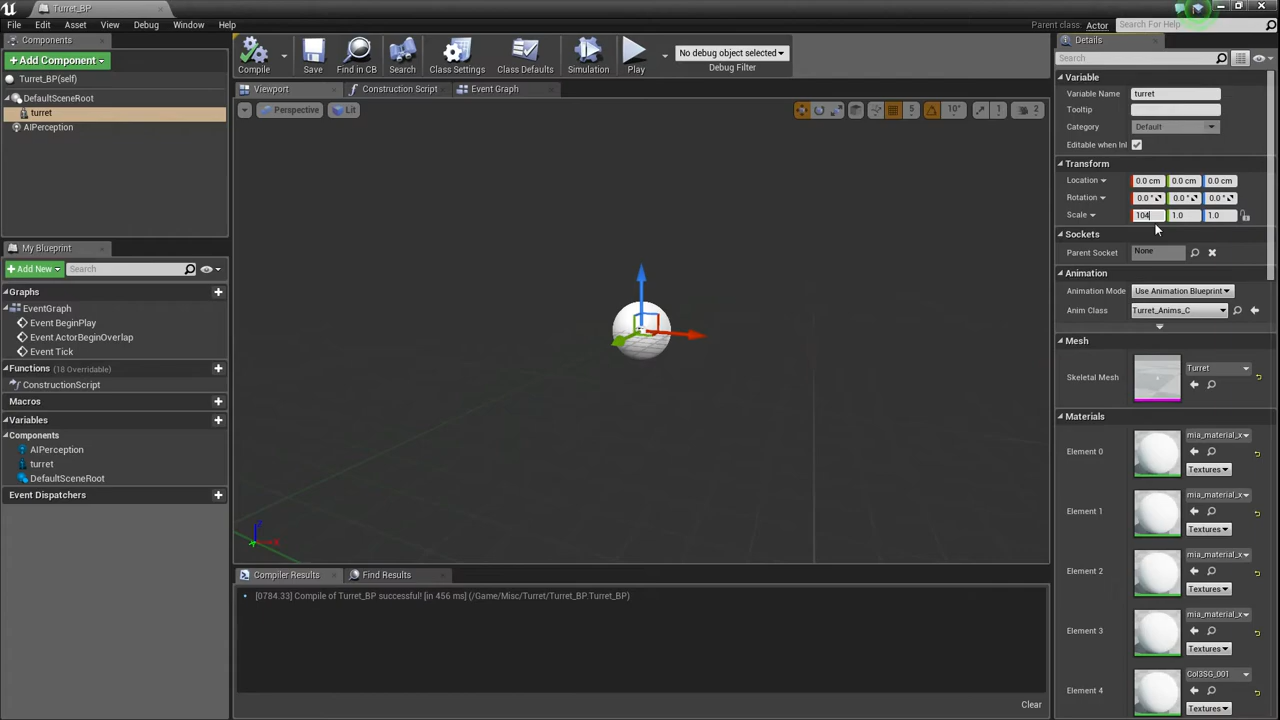 Turret_BP
File Edit Asset View Debug Window Help
Parent class: Actor
Search For Help
Components
+Add Component
Turret_BP(self)
DefaultSceneRoot
turret
AIPerception
Compile
Save
Find in CB
Search
Class Settings
Class Defaults
Simulation
Play
No debug object selected
Debug Filter
Viewport
Construction Script
Event Graph
Perspective
Lit
5
10°
1
2
My Blueprint
+Add New
Search
Graphs
EventGraph
Event BeginPlay
Event ActorBeginOverlap
Event Tick
Functions (18 Overridable)
ConstructionScript
Macros
Variables
Components
AIPerception
turret
DefaultSceneRoot
Event Dispatchers
Z
X
Compiler Results
Find Results
[0784.33] Compile of Turret_BP successful! [in 456 ms] (/Game/Misc/Turret/Turret_BP.Turret_BP)
Clear
Details
Search
Variable
Variable Name turret
Tooltip
Category Default
Editable when Inl
Transform
Location 0.0 cm 0.0 cm 0.0 cm
Rotation 0.0 ° 0.0 ° 0.0 °
Scale 104 1.0 1.0
Sockets
Parent Socket None
Animation
Animation Mode Use Animation Blueprint
Anim Class Turret_Anims_C
Mesh
Skeletal Mesh Turret
Materials
Element 0 mia_material_x
Textures
Element 1 mia_material_x
Textures
Element 2 mia_material_x
Textures
Element 3 mia_material_x
Textures
Element 4 Col3SG_001
Textures